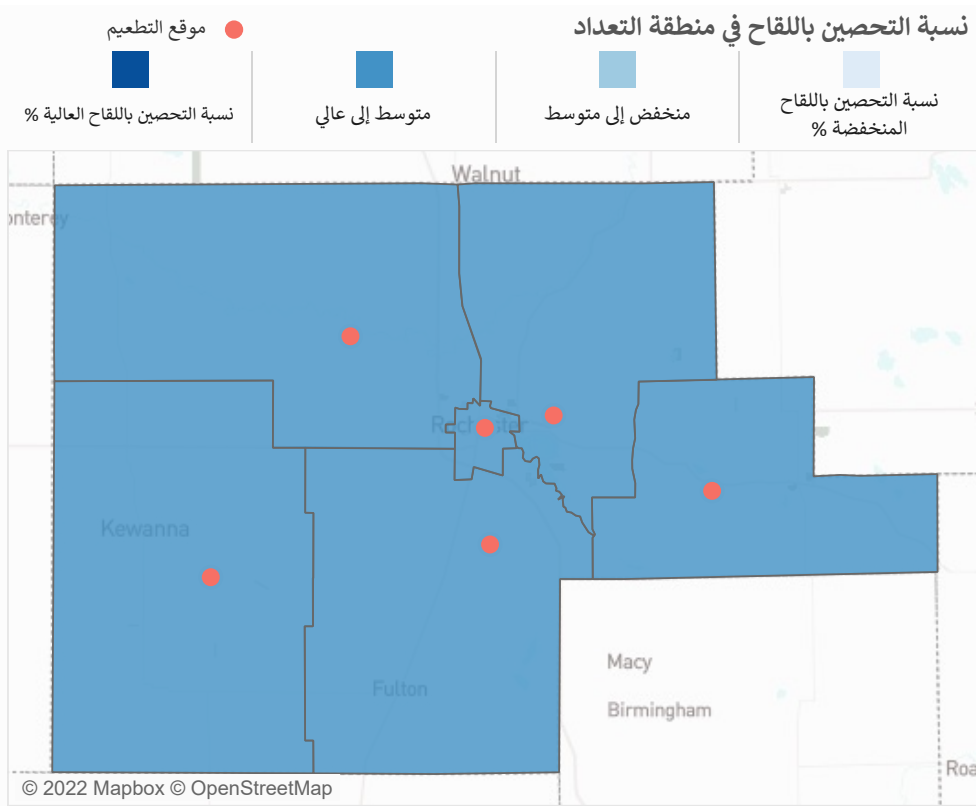 نسبة التحصين باللقاح في منطقة التعداد
موقع التطعيم
نسبة التحصين باللقاح
المنخفضة %
منخفض إلى متوسط
متوسط إلى عالي
نسبة التحصين باللقاح العالية %
Walnut
onterey
Rochester
Kewanna
Fulton
Macy
Birmingham
Roa
© 2022 Mapbox © OpenStreetMap